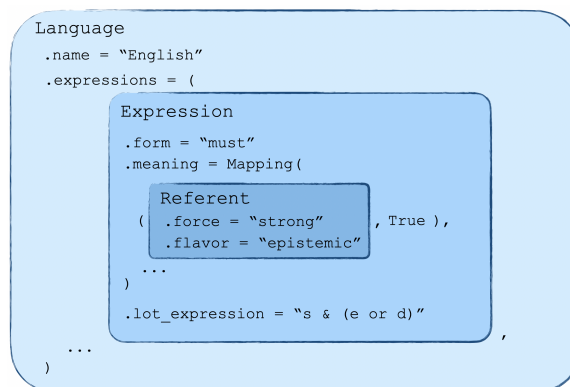 Language
.name = “English”
.expressions = (
Expression
.form = “must”
.meaning = Mapping(
Referent
( .force = “strong” , True ),
.flavor = “epistemic”
...
)
.lot_expression = “s & (e or d)”
,
...
)